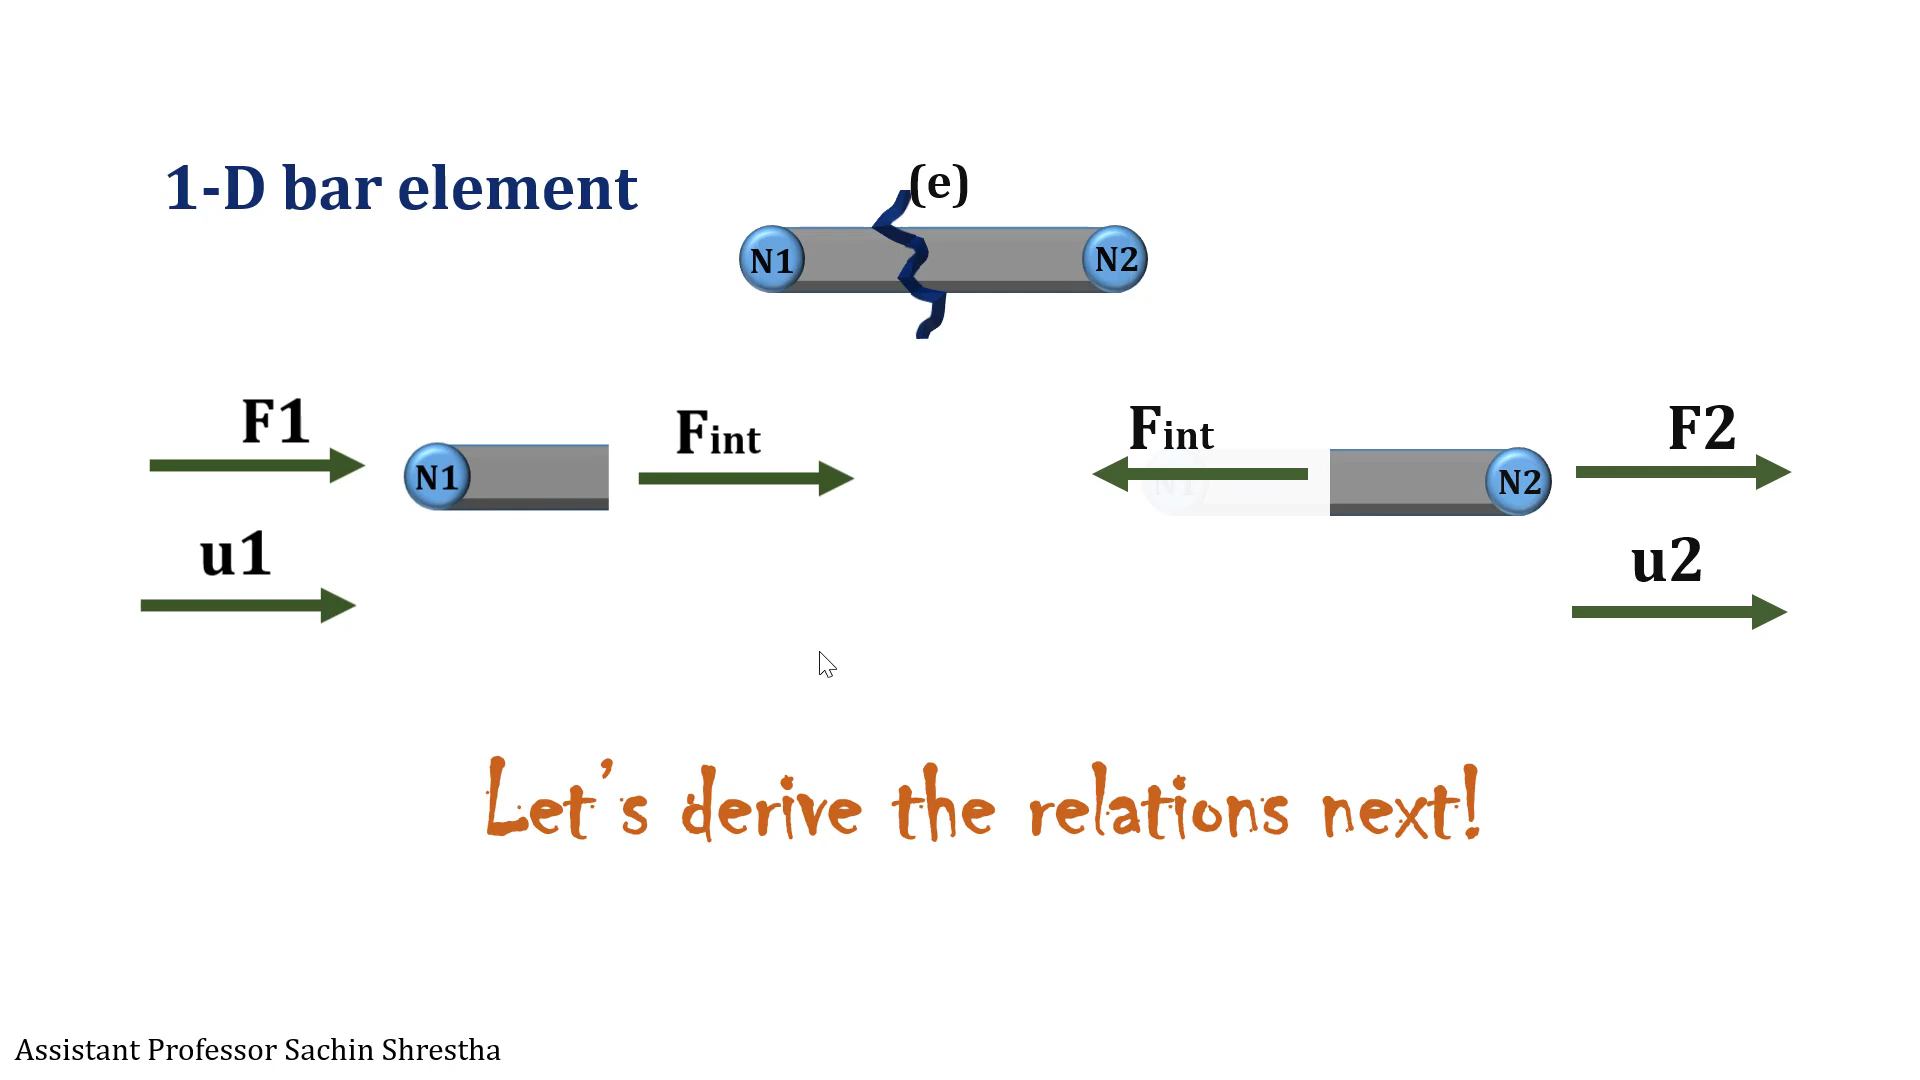 1-D bar element
(e)
N1
N2
F1
Fint
Fint
F2
N1
N1
N2
u1
u2
Let's derive the relations next!
Assistant Professor Sachin Shrestha